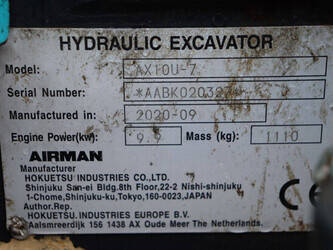 HYDRAULIC EXCAVATOR
Model: AX10U-7
Serial Number:
Manufactured in: 2020-09
Engine Power(kw): 9.9 Mass (kg): 1110
AIRMAN
Manufacturer
HOKUETSU INDUSTRIES CO.,LTD.
Shinjuku San-ei Bldg.8th Floor,22-2 Nishi-shinjuku
1-Chome,Shinjuku-ku,Tokyo,160-0023 Japan
Author.Rep.
HOKUETSU INDUSTRIES EUROPE B.V.
Aalsmeerderdijk 156 1438 AX Oude Meer The Netherlands.
CE